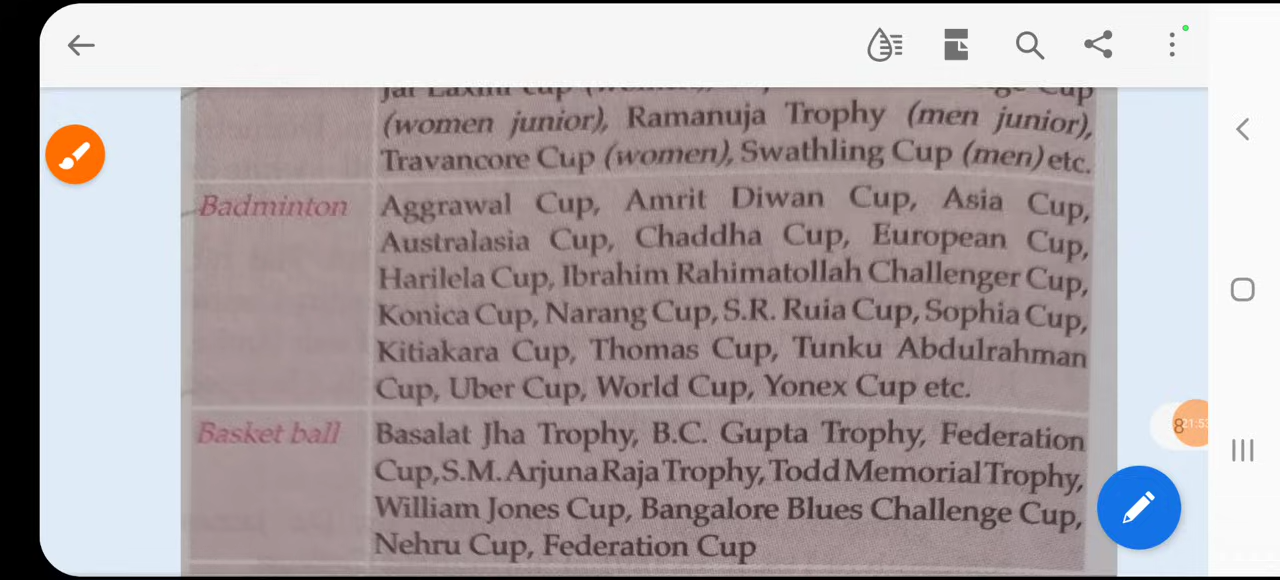 (women junior), Ramanuja Trophy (men junior),
Travancore Cup (women), Swathling Cup (men) etc.
Badminton
Aggrawal Cup, Amrit Diwan Cup, Asia Cup,
Australasia Cup, Chaddha Cup, European Cup,
Harilela Cup, Ibrahim Rahimatollah Challenger Cup,
Konica Cup, Narang Cup, S.R. Ruia Cup, Sophia Cup,
Kitiakara Cup, Thomas Cup, Tunku Abdulrahman
Cup, Uber Cup, World Cup, Yonex Cup etc.
Basket ball
Basalat Jha Trophy, B.C. Gupta Trophy, Federation
Cup, S.M. Arjuna Raja Trophy, Todd Memorial Trophy,
William Jones Cup, Bangalore Blues Challenge Cup,
Nehru Cup, Federation Cup